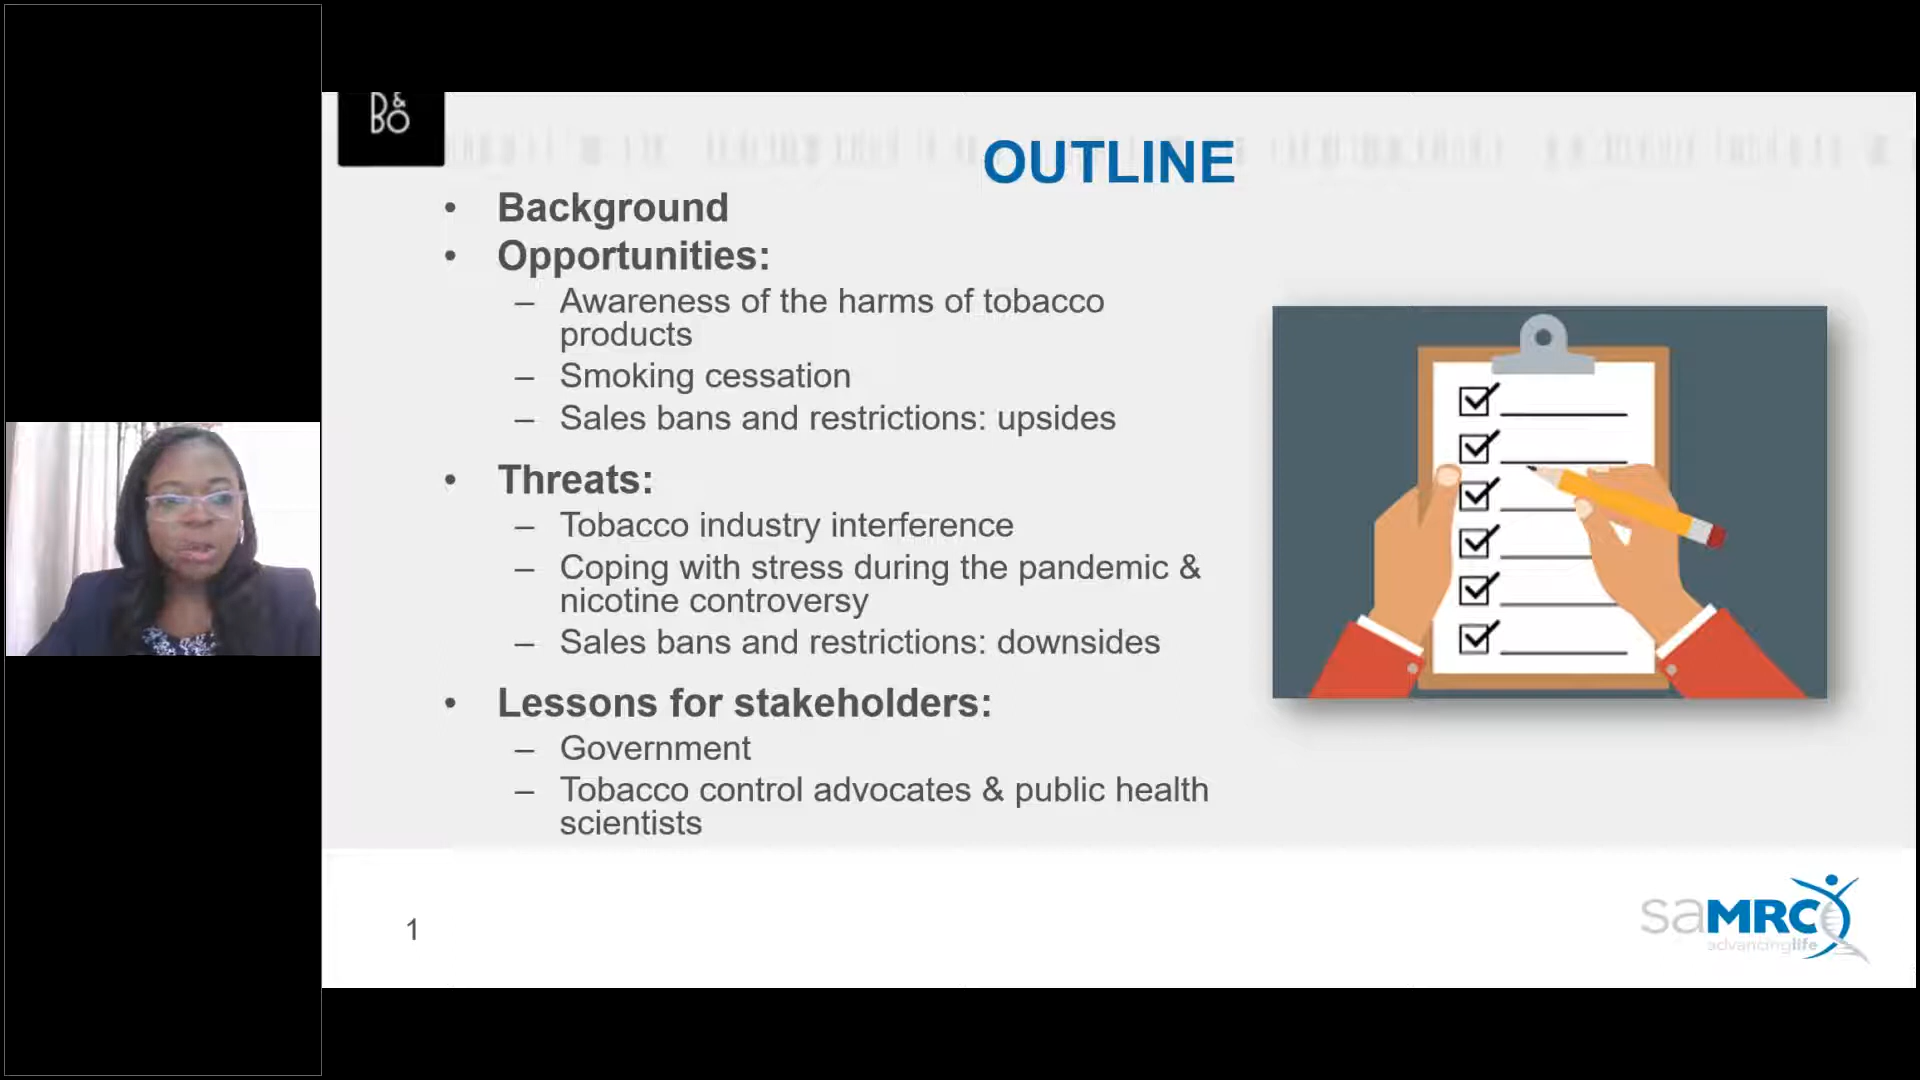 B&
BO
OUTLINE
• Background
• Opportunities:
– Awareness of the harms of tobacco
products
– Smoking cessation
– Sales bans and restrictions: upsides
• Threats:
– Tobacco industry interference
– Coping with stress during the pandemic &
nicotine controversy
– Sales bans and restrictions: downsides
• Lessons for stakeholders:
– Government
– Tobacco control advocates & public health
scientists
1
saMRC
advancinglife